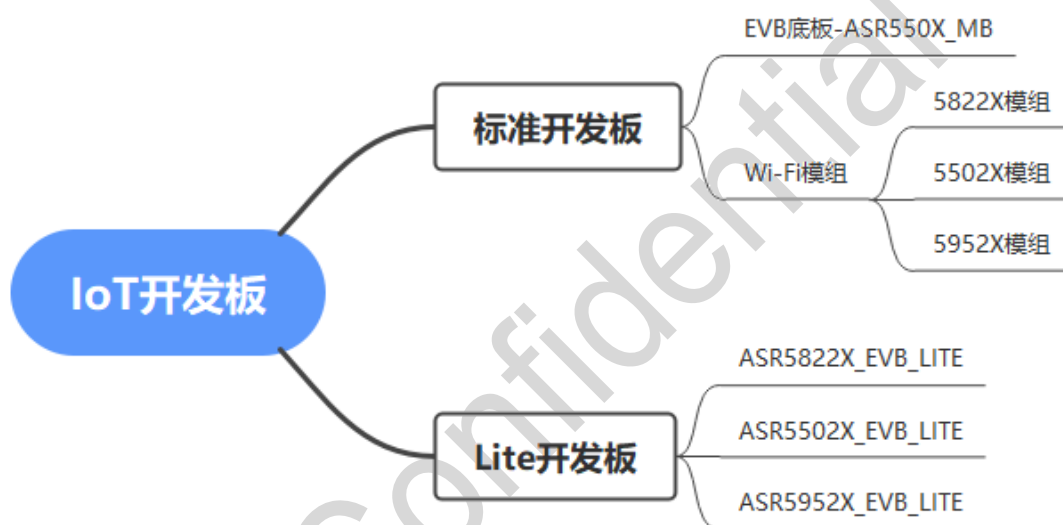 EVB底板-ASR550X_MB
5822X模组
标准开发板
Wi-Fi模组
5502X模组
5952X模组
IoT开发板
ASR5822X_EVB_LITE
ASR5502X_EVB_LITE
Lite开发板
ASR5952X_EVB_LITE
Confidential